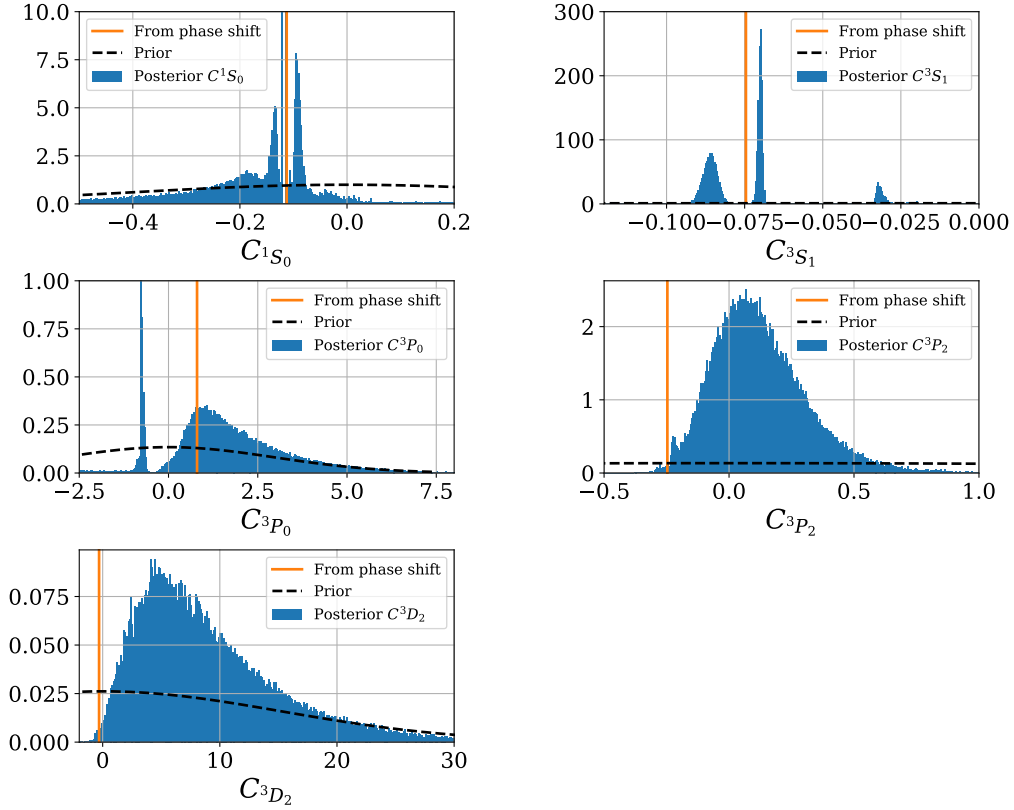 10.0
7.5
5.0
2.5
0.0
−0.4
−0.2
0.0
0.2
From phase shift
Prior
Posterior C¹S₀
C₁S₀
300
200
100
0
−0.100
−0.075
−0.050
−0.025
0.000
From phase shift
Prior
Posterior C³S₁
C₃S₁
1.00
0.75
0.50
0.25
0.00
−2.5
0.0
2.5
5.0
7.5
From phase shift
Prior
Posterior C³P₀
C₃P₀
2
1
0
−0.5
0.0
0.5
1.0
From phase shift
Prior
Posterior C³P₂
C₃P₂
0.075
0.050
0.025
0.000
0
10
20
30
From phase shift
Prior
Posterior C³D₂
C₃D₂